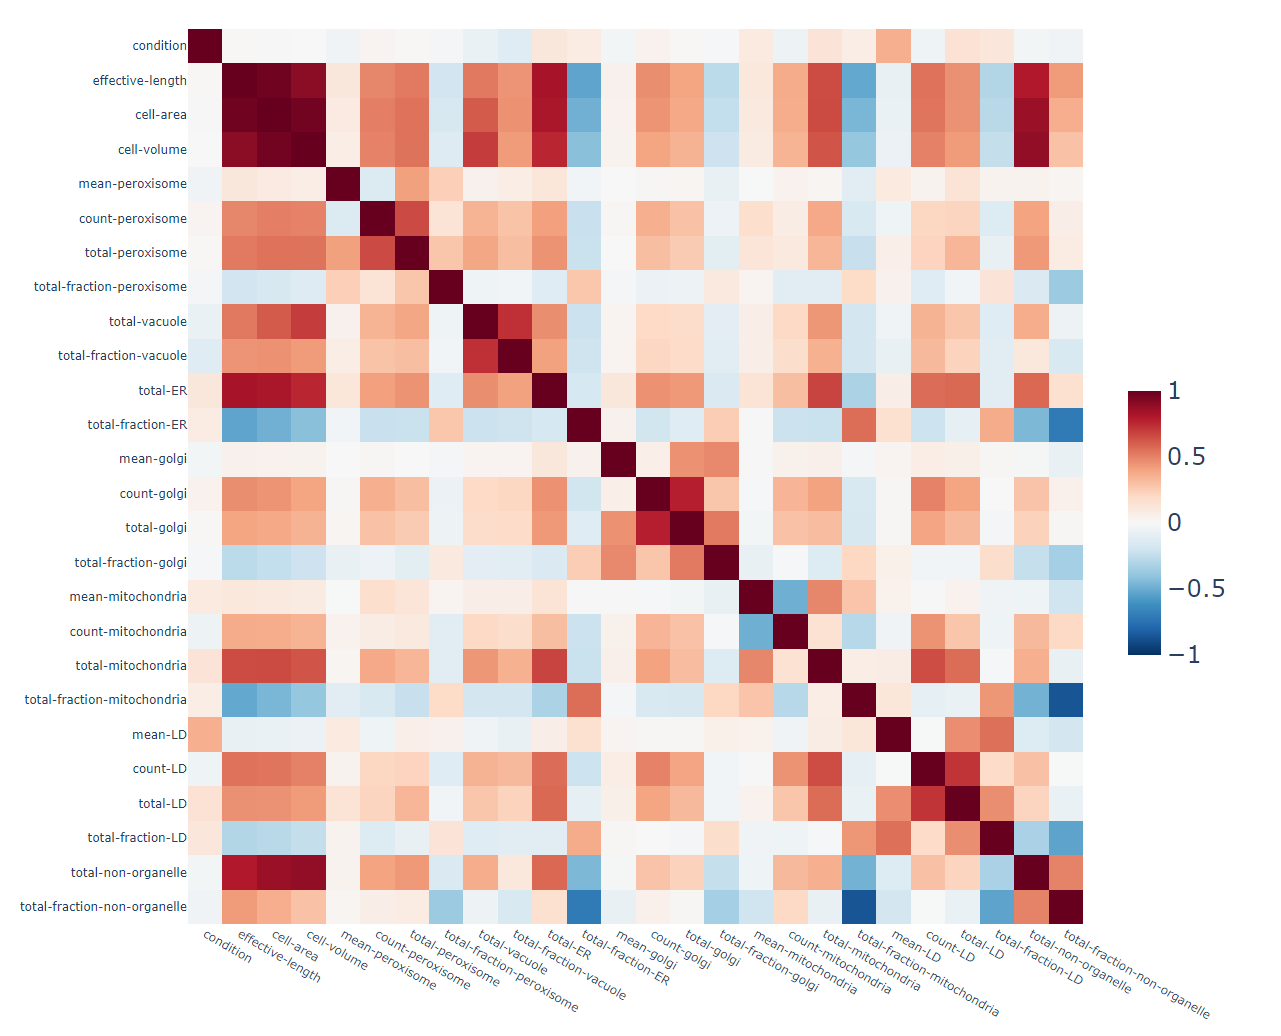 condition
effective-length
cell-area
cell-volume
mean-peroxisome
count-peroxisome
total-peroxisome
total-fraction-peroxisome
total-vacuole
total-fraction-vacuole
total-ER
total-fraction-ER
mean-golgi
count-golgi
total-golgi
total-fraction-golgi
mean-mitochondria
count-mitochondria
total-mitochondria
total-fraction-mitochondria
mean-LD
count-LD
total-LD
total-fraction-LD
total-non-organelle
total-fraction-non-organelle
condition
effective-length
cell-area
cell-volume
mean-peroxisome
count-peroxisome
total-peroxisome
total-fraction-peroxisome
total-vacuole
total-fraction-vacuole
total-ER
total-fraction-ER
mean-golgi
count-golgi
total-golgi
total-fraction-golgi
mean-mitochondria
count-mitochondria
total-mitochondria
total-fraction-mitochondria
mean-LD
count-LD
total-LD
total-fraction-LD
total-non-organelle
total-fraction-non-organelle
1
0.5
0
−0.5
−1